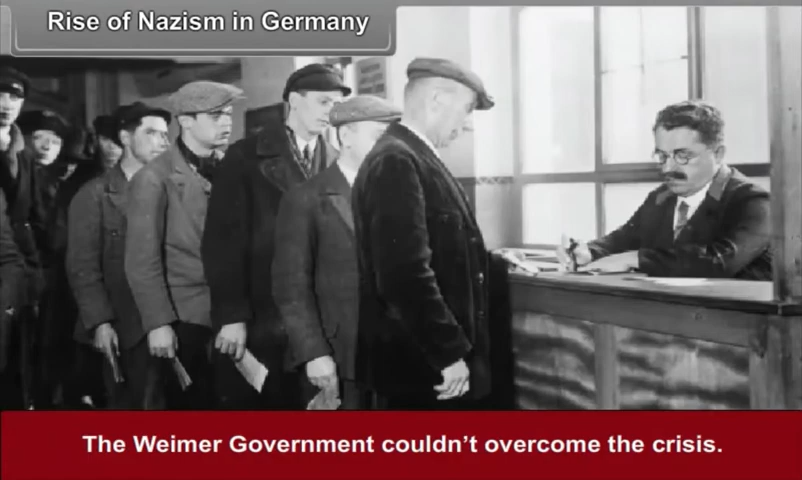 Rise of Nazism in Germany
The Weimer Government couldn't overcome the crisis.